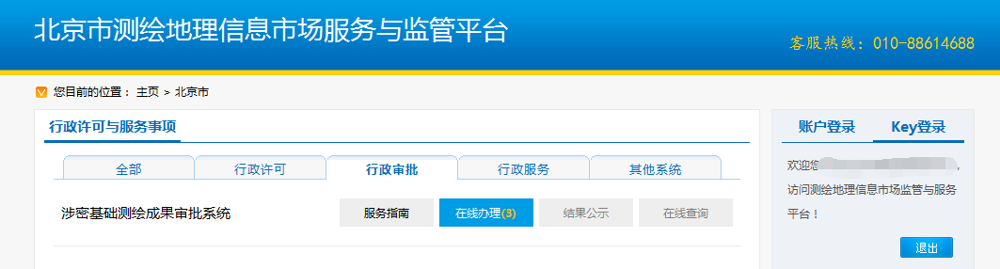 北京市测绘地理信息市场服务与监管平台
客服热线：010-88614688
您目前的位置： 主页 > 北京市
行政许可与服务事项
账户登录 Key登录
全部 行政许可 行政审批 行政服务 其他系统
欢迎您,
访问测绘地理信息市场监管与服务
平台！
涉密基础测绘成果审批系统 服务指南 在线办理(3) 结果公示 在线查询
退出